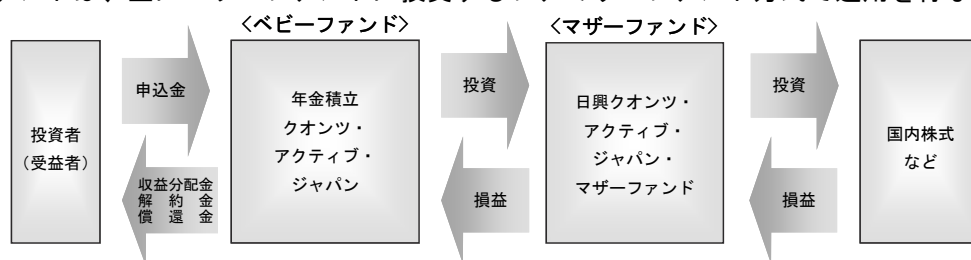 〈ベビーファンド〉
〈マザーファンド〉
投資者
（受益者）
申込金
収益分配金
解約金
償還金
年金積立
クオンツ・
アクティブ・
ジャパン
投資
損益
日興クオンツ・
アクティブ・
ジャパン・
マザーファンド
投資
損益
国内株式
など